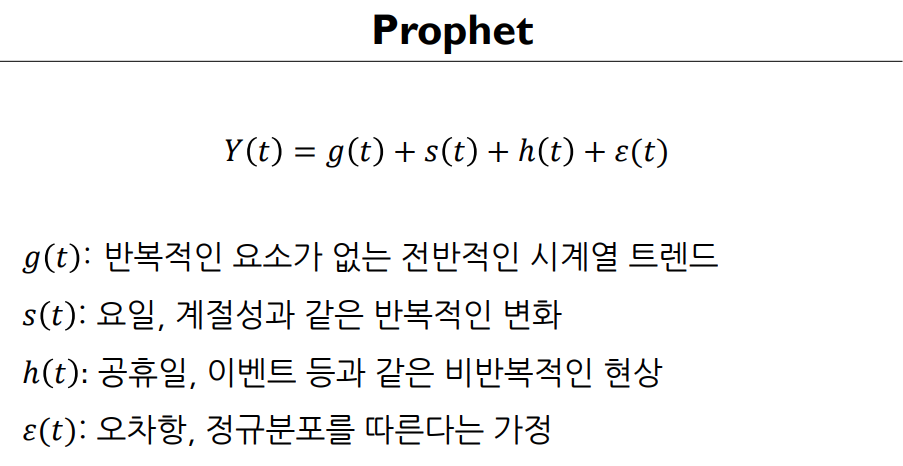 Prophet
Y(t) = g(t) + s(t) + h(t) + ε(t)
g(t): 반복적인 요소가 없는 전반적인 시계열 트렌드
s(t): 요일, 계절성과 같은 반복적인 변화
h(t): 공휴일, 이벤트 등과 같은 비반복적인 현상
ε(t): 오차항, 정규분포를 따른다는 가정